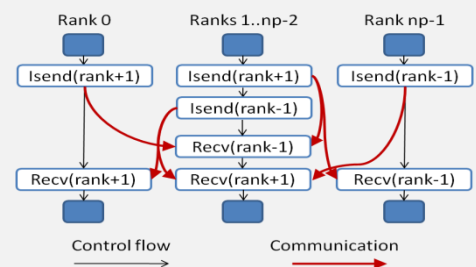 Rank 0 Ranks 1..np-2 Rank np-1
Isend(rank+1) Isend(rank+1) Isend(rank-1)
Isend(rank-1)
Recv(rank-1)
Recv(rank+1) Recv(rank+1) Recv(rank-1)
Control flow Communication